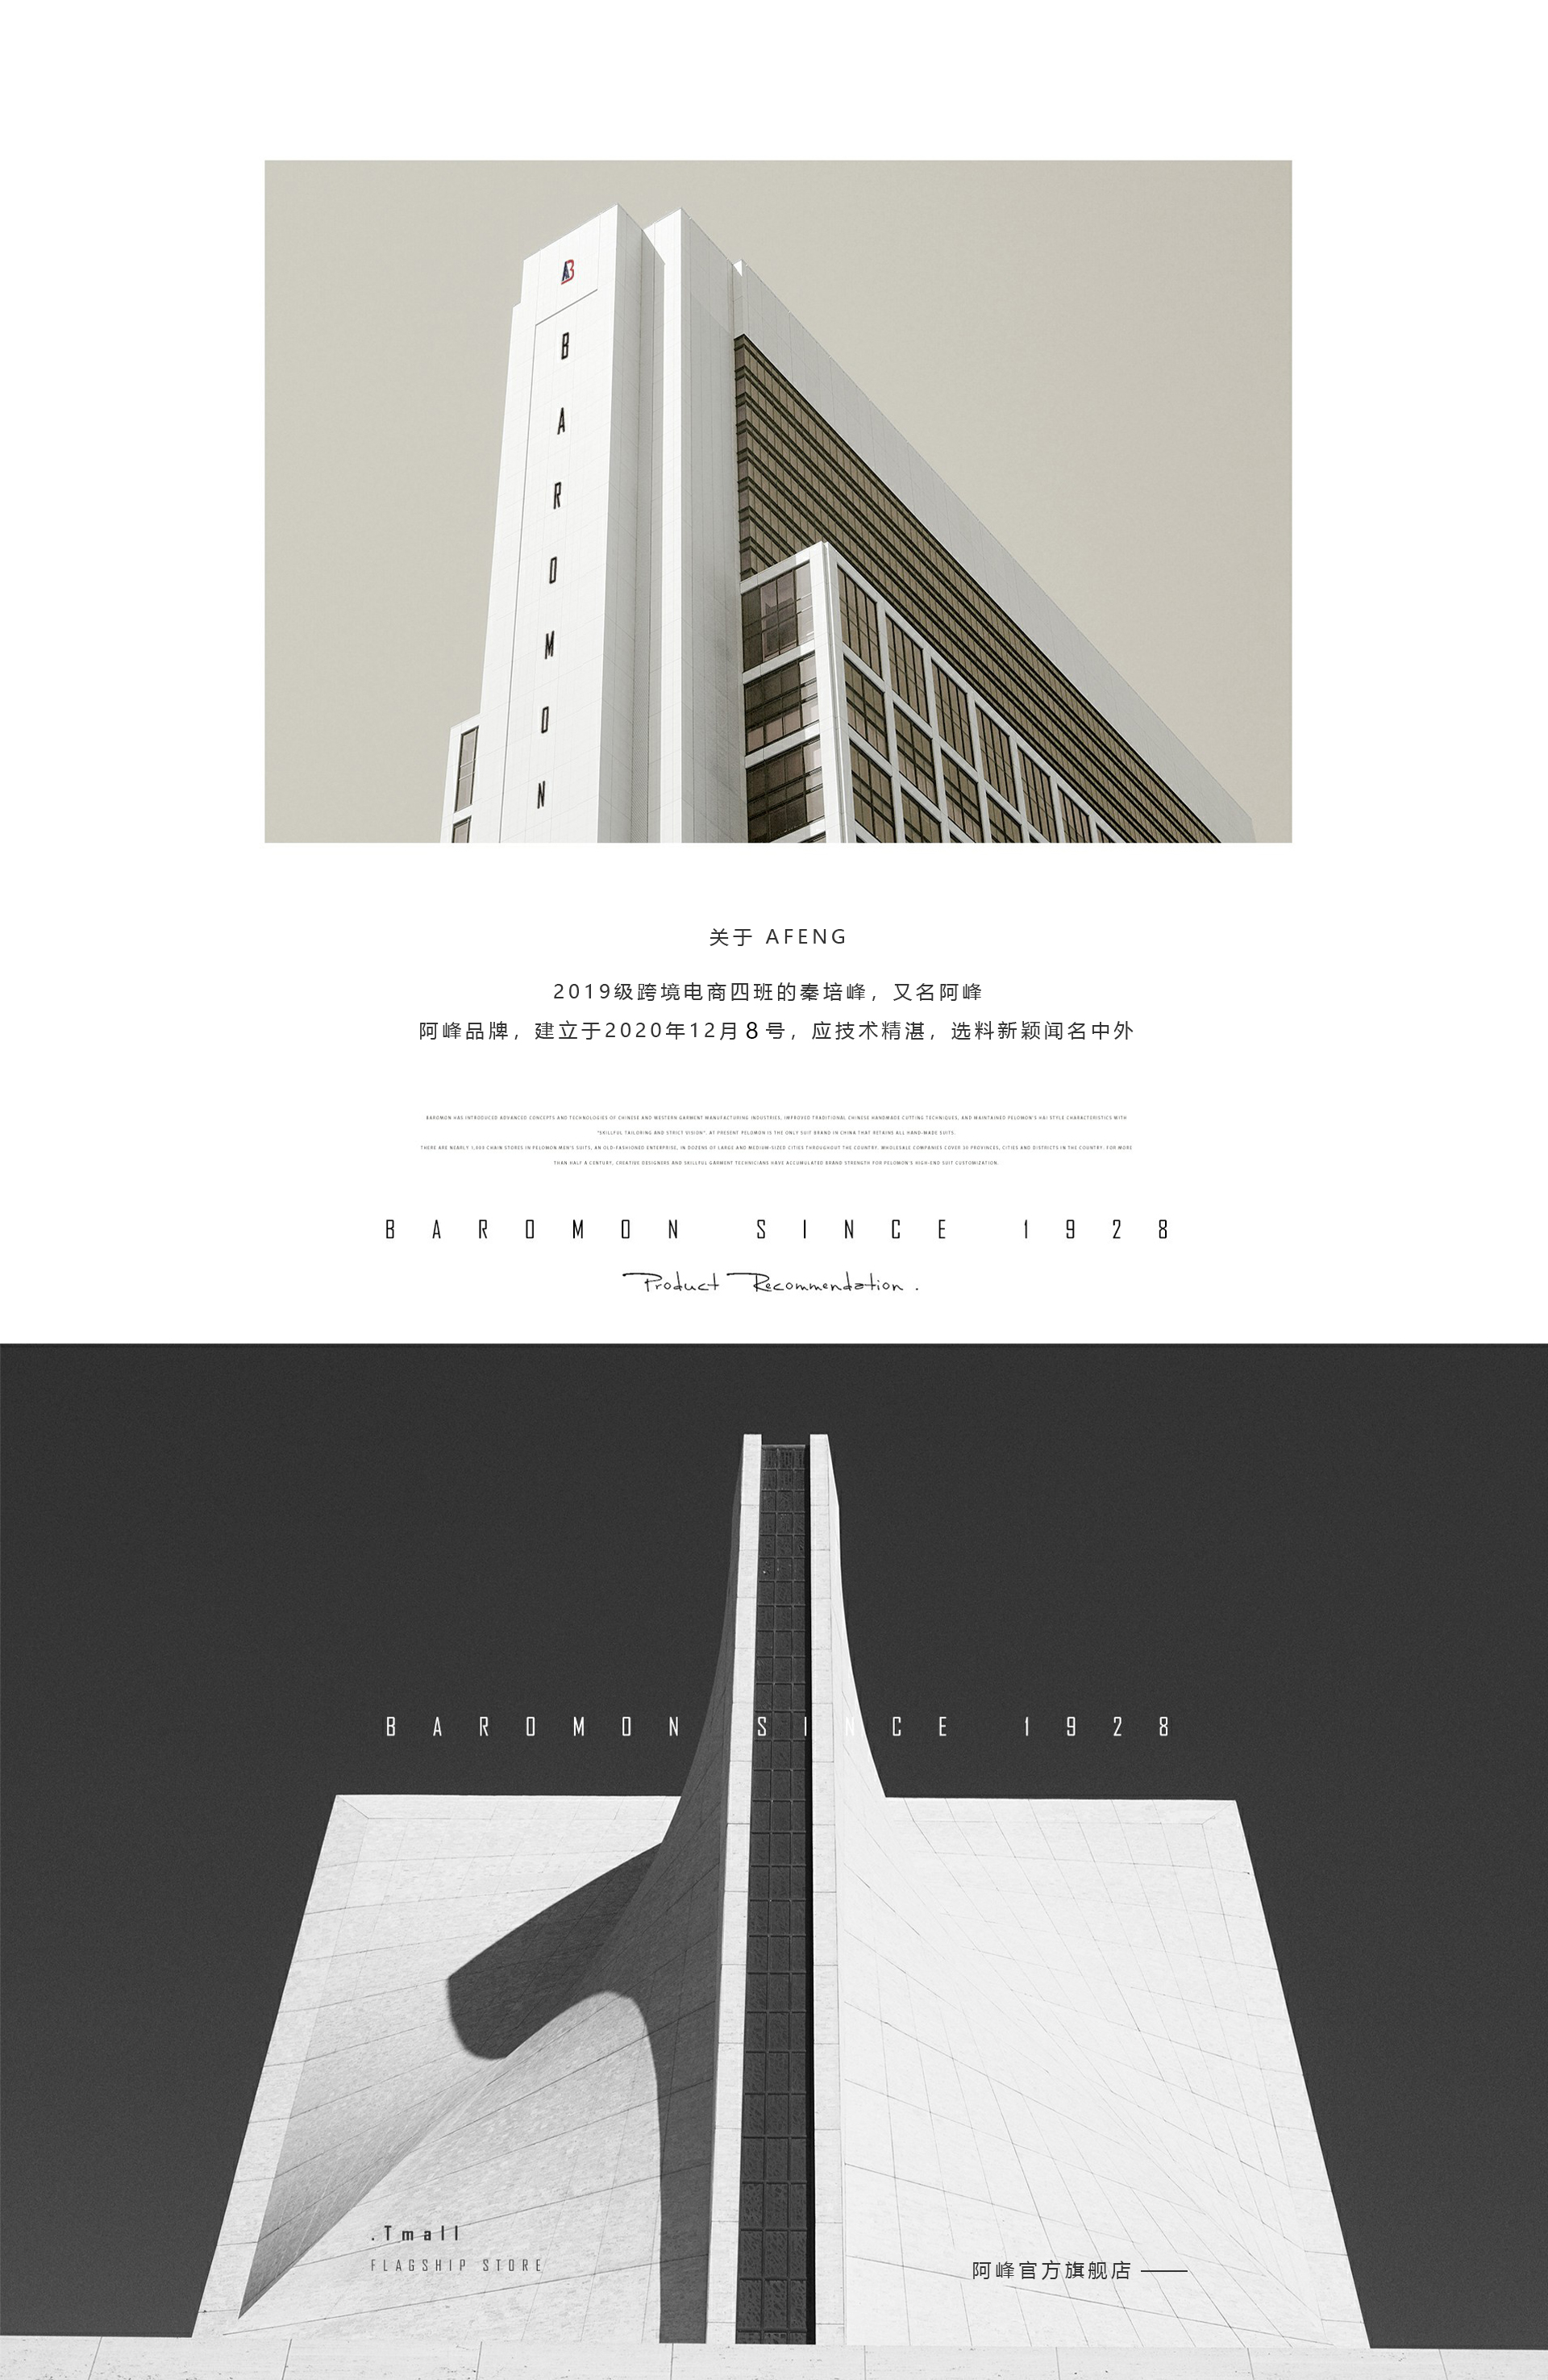 AB
BAROMON
关于 AFENG
2019级跨境电商四班的秦培峰，又名阿峰
阿峰品牌，建立于2020年12月8号，应技术精湛，选料新颖闻名中外
BAROMON HAS INTRODUCED ADVANCED CONCEPTS AND TECHNOLOGIES OF CHINESE AND WESTERN GARMENT MANUFACTURING INDUSTRIES, IMPROVED TRADITIONAL CHINESE HANDMADE CUTTING TECHNIQUES, AND MAINTAINED PELOMON'S HAI STYLE CHARACTERISTICS WITH
"SKILLFUL TAILORING AND STRICT VISION". AT PRESENT PELOMON IS THE ONLY SUIT BRAND IN CHINA THAT RETAINS ALL HAND-MADE SUITS.
THERE ARE NEARLY 1,000 CHAIN STORES IN PELOMON MEN'S SUITS, AN OLD-FASHIONED ENTERPRISE, IN DOZENS OF LARGE AND MEDIUM-SIZED CITIES THROUGHOUT THE COUNTRY. WHOLESALE COMPANIES COVER 30 PROVINCES, CITIES AND DISTRICTS IN THE COUNTRY. FOR MORE
THAN HALF A CENTURY, CREATIVE DESIGNERS AND SKILLFUL GARMENT TECHNICIANS HAVE ACCUMULATED BRAND STRENGTH FOR PELOMON'S HIGH-END SUIT CUSTOMIZATION.
BAROMON SINCE 1928
Product Recommendation .
BAROMON SINCE 1928
.Tmall
FLAGSHIP STORE
阿峰官方旗舰店